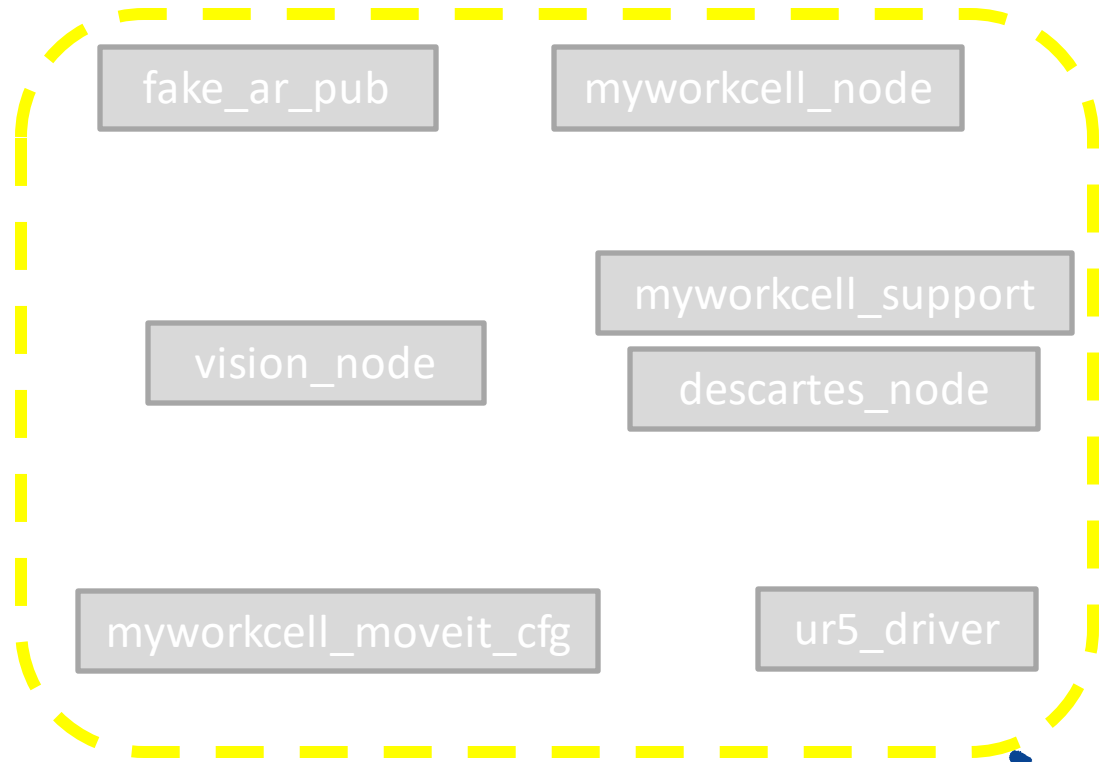 fake_ar_pub
myworkcell_node
myworkcell_support
vision_node
descartes_node
myworkcell_moveit_cfg
ur5_driver